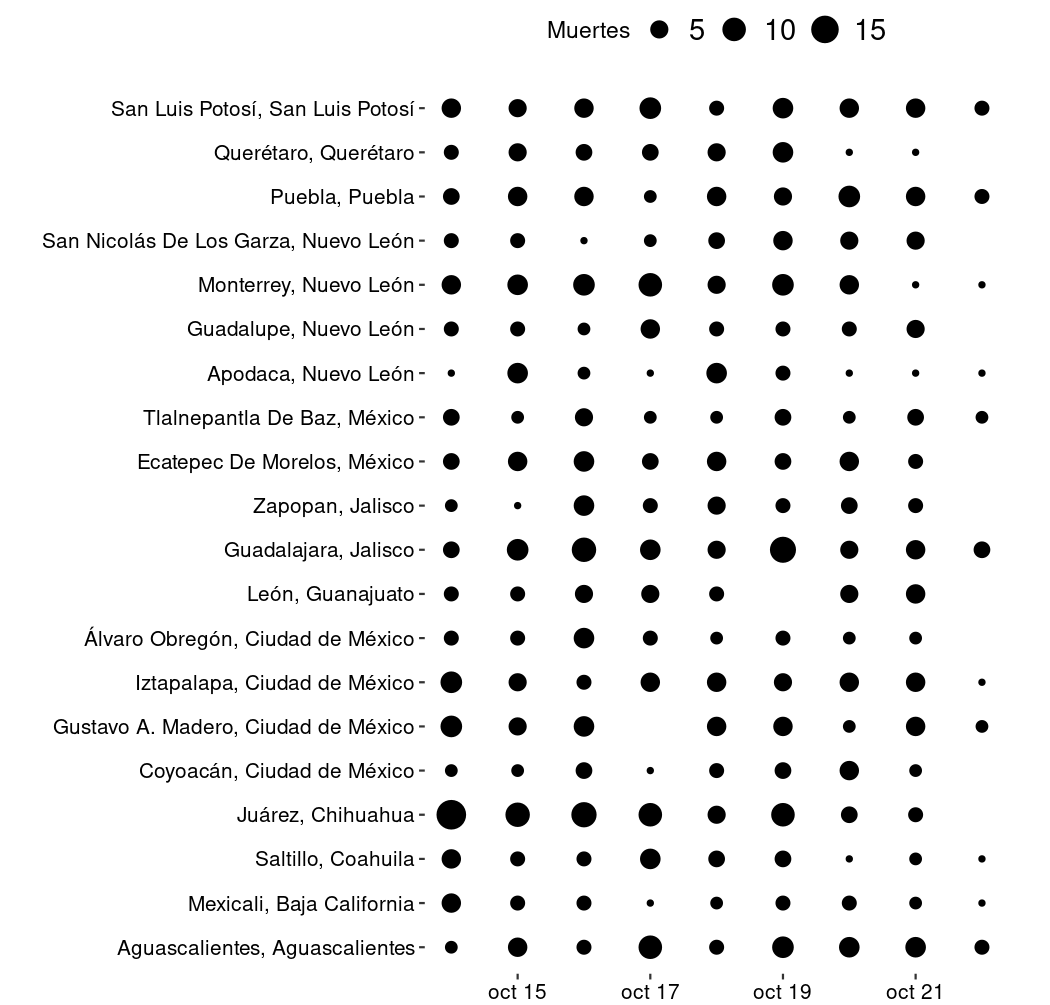 Muertes 5 10 15
San Luis Potosí, San Luis Potosí
Querétaro, Querétaro
Puebla, Puebla
San Nicolás De Los Garza, Nuevo León
Monterrey, Nuevo León
Guadalupe, Nuevo León
Apodaca, Nuevo León
Tlalnepantla De Baz, México
Ecatepec De Morelos, México
Zapopan, Jalisco
Guadalajara, Jalisco
León, Guanajuato
Álvaro Obregón, Ciudad de México
Iztapalapa, Ciudad de México
Gustavo A. Madero, Ciudad de México
Coyoacán, Ciudad de México
Juárez, Chihuahua
Saltillo, Coahuila
Mexicali, Baja California
Aguascalientes, Aguascalientes
oct 15 oct 17 oct 19 oct 21